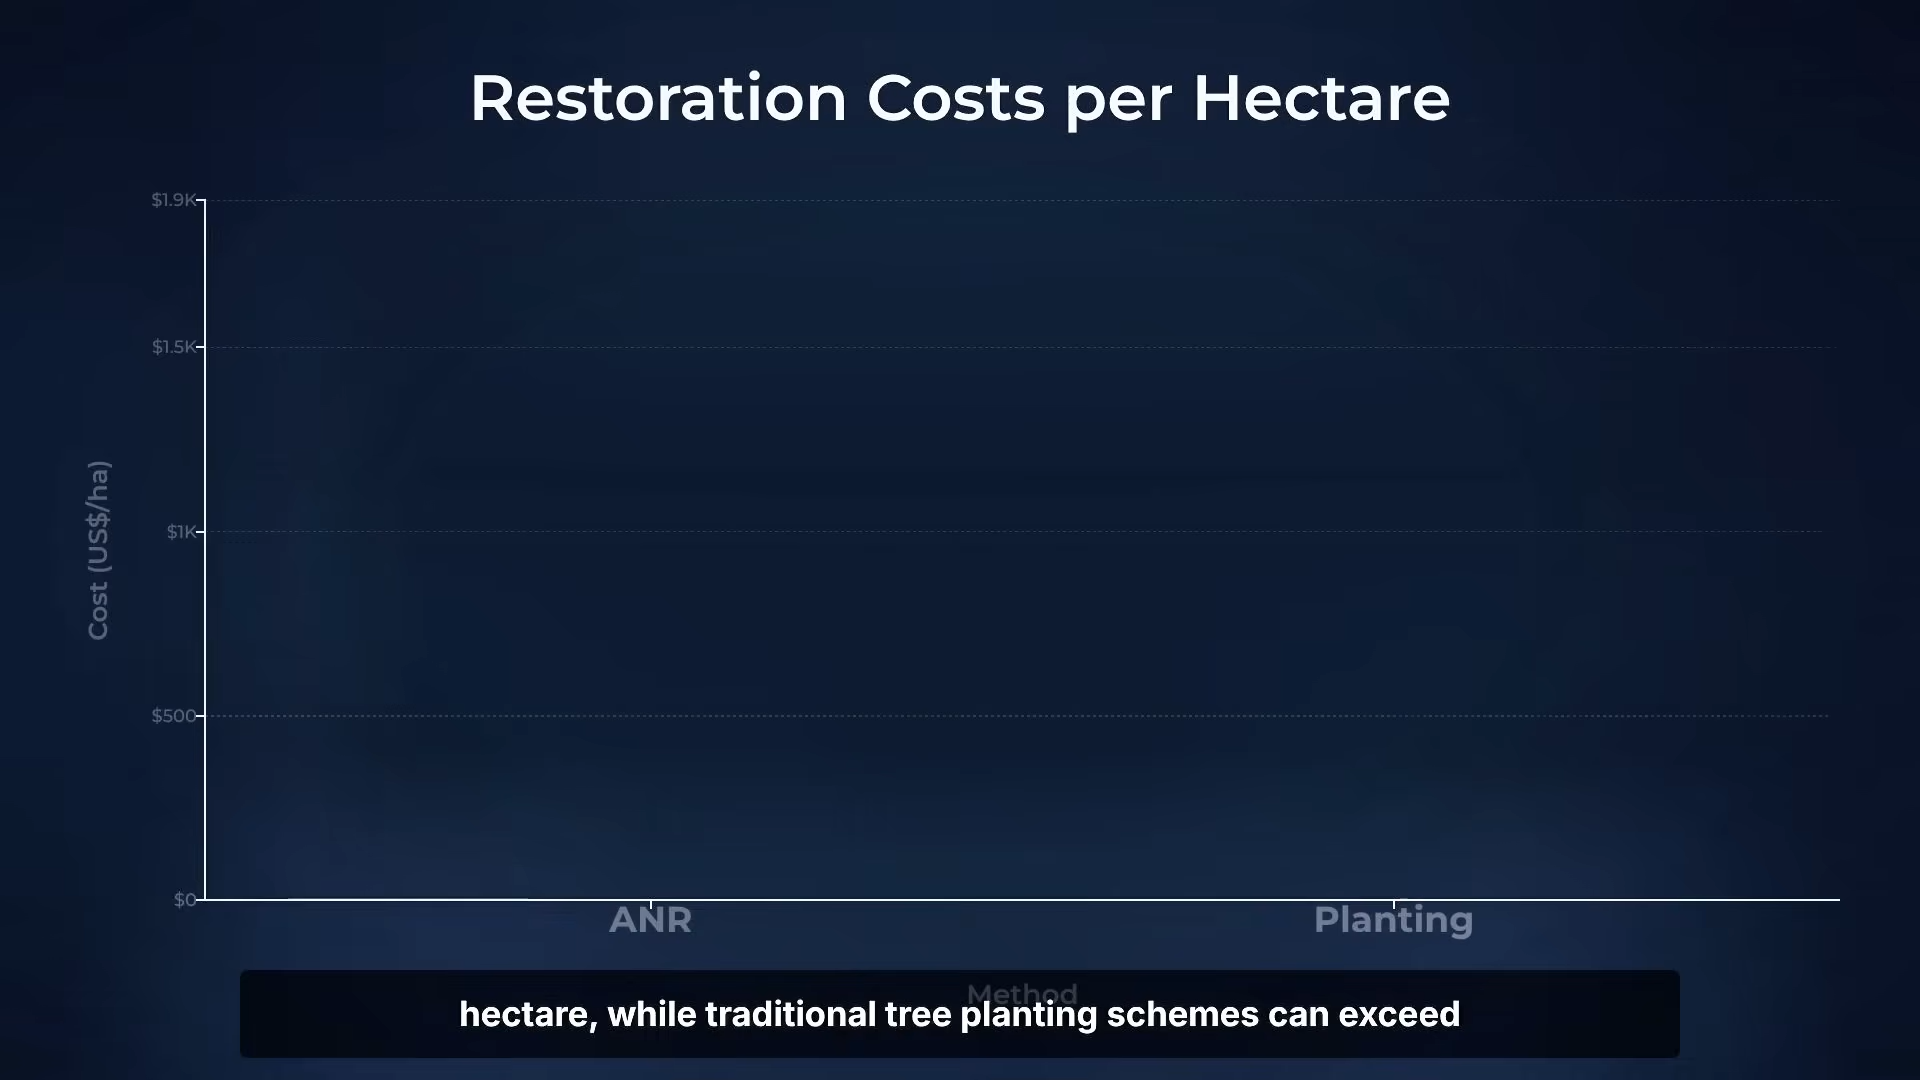 Restoration Costs per Hectare
$1.9K
$1.5K
$1K
$500
$0
Cost (US$/ha)
ANR
Planting
Method
hectare, while traditional tree planting schemes can exceed